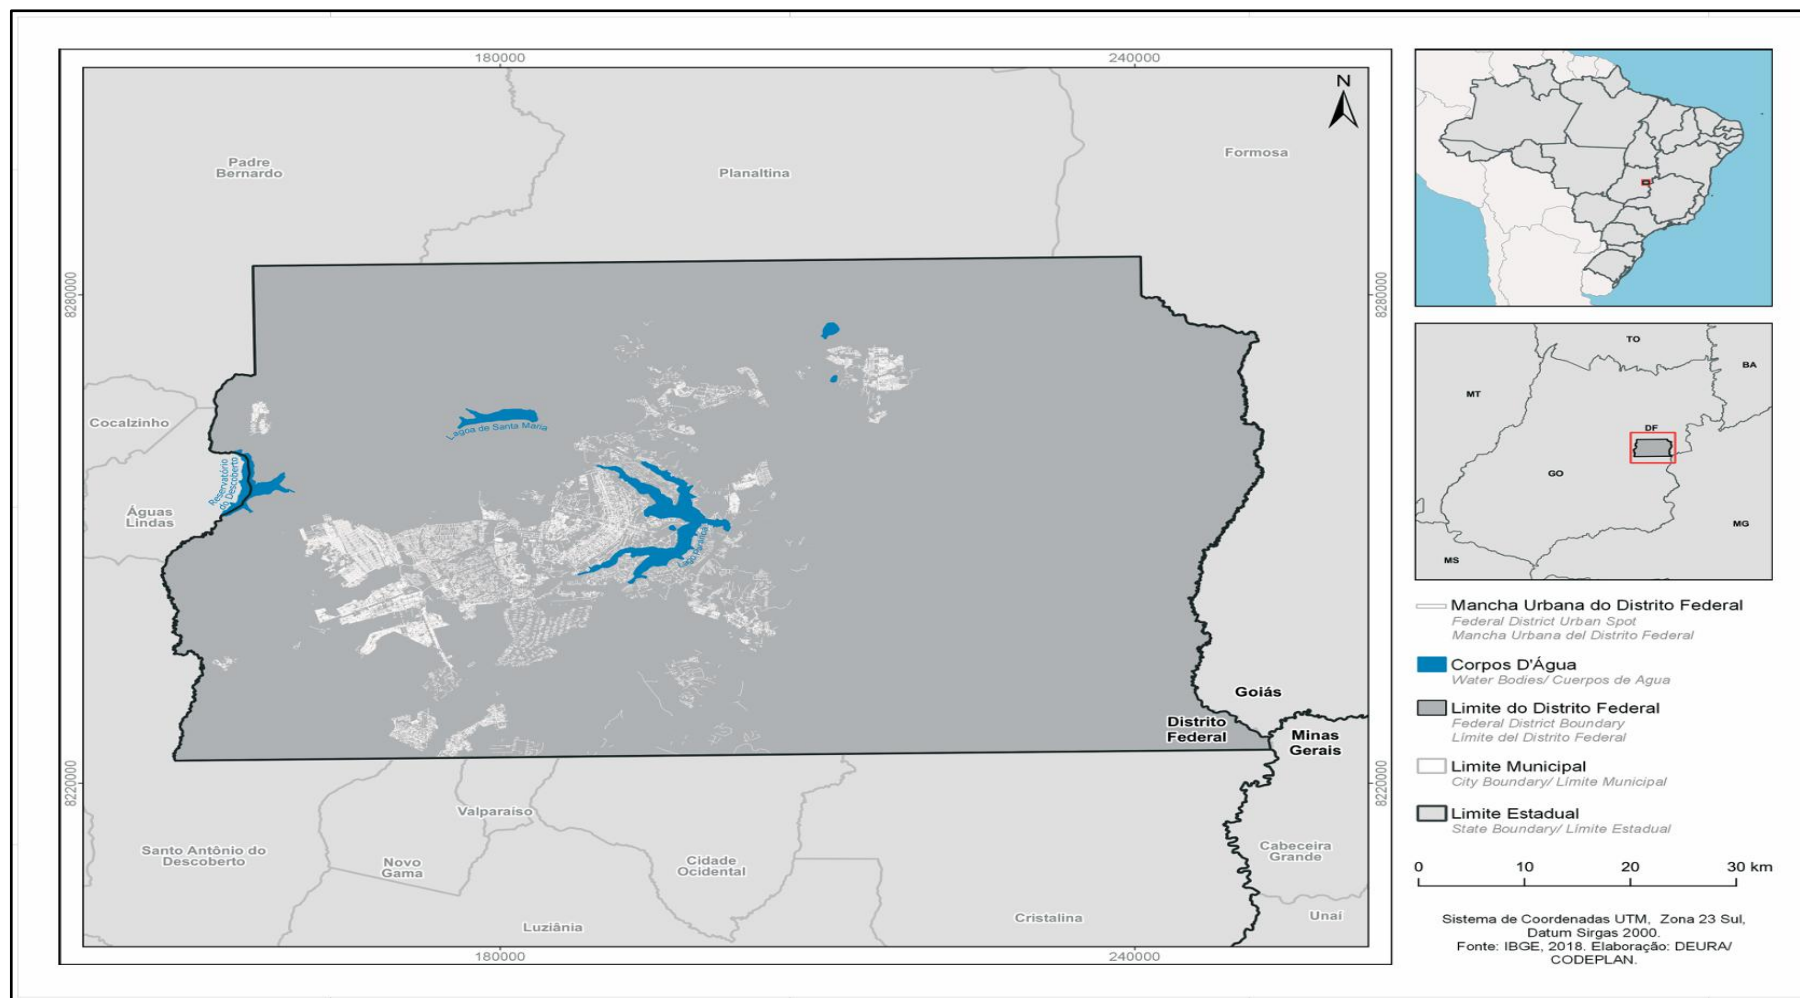 180000
240000
N
Padre
Bernardo
Planaltina
Formosa
8280000
8280000
Cocalzinho
Lagoa de Santa Maria
Reservatório
do Descoberto
Águas
Lindas
Lago Paranoá
Goiás
Distrito
Federal
Minas
Gerais
8220000
8220000
Valparaíso
Santo Antônio do
Descoberto
Novo
Gama
Cidade
Ocidental
Cabeceira
Grande
Luziânia
Cristalina
Unaí
180000
240000
TO
BA
MT
DF
GO
MG
MS
Mancha Urbana do Distrito Federal
Federal District Urban Spot
Mancha Urbana del Distrito Federal
Corpos D'Água
Water Bodies/ Cuerpos de Agua
Limite do Distrito Federal
Federal District Boundary
Límite del Distrito Federal
Limite Municipal
City Boundary/ Límite Municipal
Limite Estadual
State Boundary/ Límite Estadual
0 10 20 30 km
Sistema de Coordenadas UTM, Zona 23 Sul,
Datum Sirgas 2000.
Fonte: IBGE, 2018. Elaboração: DEURA/
CODEPLAN.